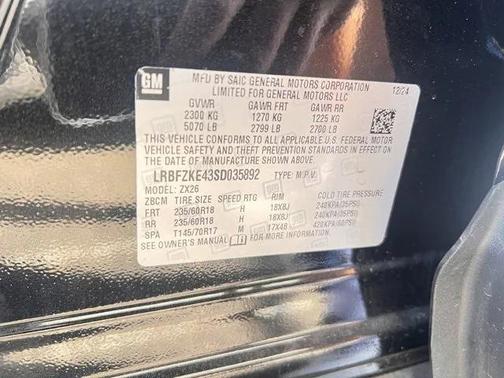 GM
MFD BY SAIC GENERAL MOTORS CORPORATION
LIMITED FOR GENERAL MOTORS LLC 12/24
GVWR GAWR FRT GAWR RR
2300 KG 1270 KG 1225 KG
5070 LB 2799 LB 2700 LB
THIS VEHICLE CONFORMS TO ALL APPLICABLE U.S. FEDERAL MOTOR
VEHICLE SAFETY AND THEFT PREVENTION STANDARDS IN EFFECT ON
THE DATE OF MANUFACTURE SHOWN ABOVE.
LRBFZKE43SD035892 TYPE: M.P.V.
MODEL: ZX26
ZBCM TIRE SIZE SPEED RTG RIM COLD TIRE PRESSURE
FRT 235/60R18 H 18X8J 240KPA(35PSI)
RR 235/60R18 H 18X8J 240KPA(35PSI)
SPA T145/70R17 M 17X4B 420KPA(60PSI)
SEE OWNER'S MANUAL FOR MORE INFORMATION.